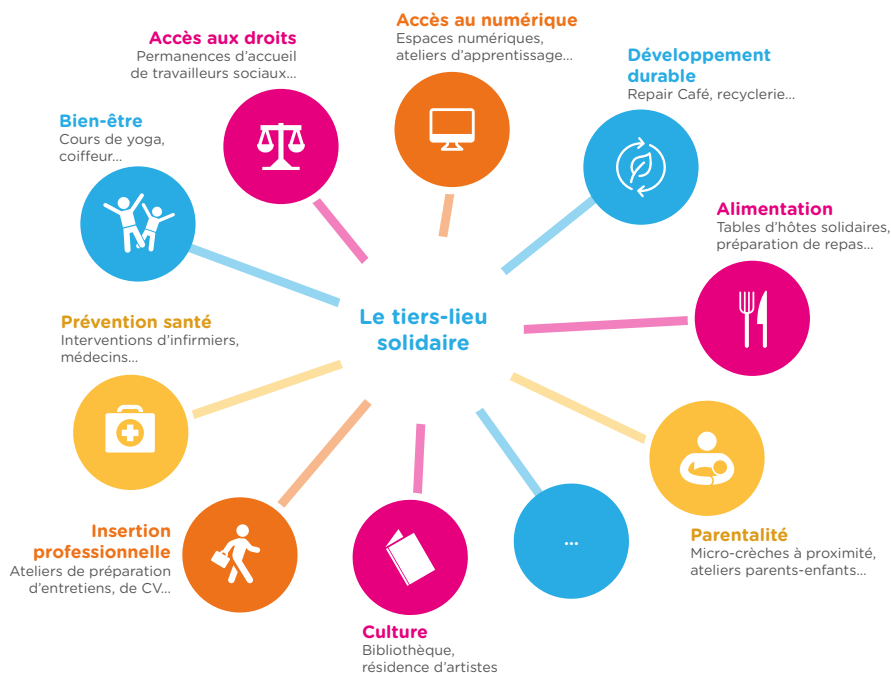 Accès au numérique
Espaces numériques,
ateliers d'apprentissage...
Accès aux droits
Permanences d'accueil
de travailleurs sociaux...
Développement
durable
Repair Café, recyclerie...
Bien-être
Cours de yoga,
coiffeur...
Alimentation
Tables d'hôtes solidaires,
préparation de repas...
Le tiers-lieu
solidaire
Prévention santé
Interventions d'infirmiers,
médecins...
Insertion
professionnelle
Ateliers de préparation
d'entretiens, de CV...
...
Parentalité
Micro-crèches à proximité,
ateliers parents-enfants...
Culture
Bibliothèque,
résidence d'artistes